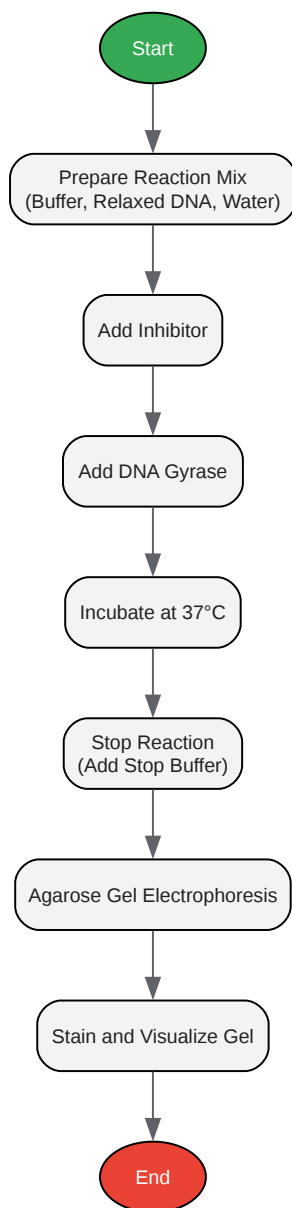 Start
Prepare Reaction Mix
(Buffer, Relaxed DNA, Water)
Add Inhibitor
Add DNA Gyrase
Incubate at 37°C
Stop Reaction
(Add Stop Buffer)
Agarose Gel Electrophoresis
Stain and Visualize Gel
End